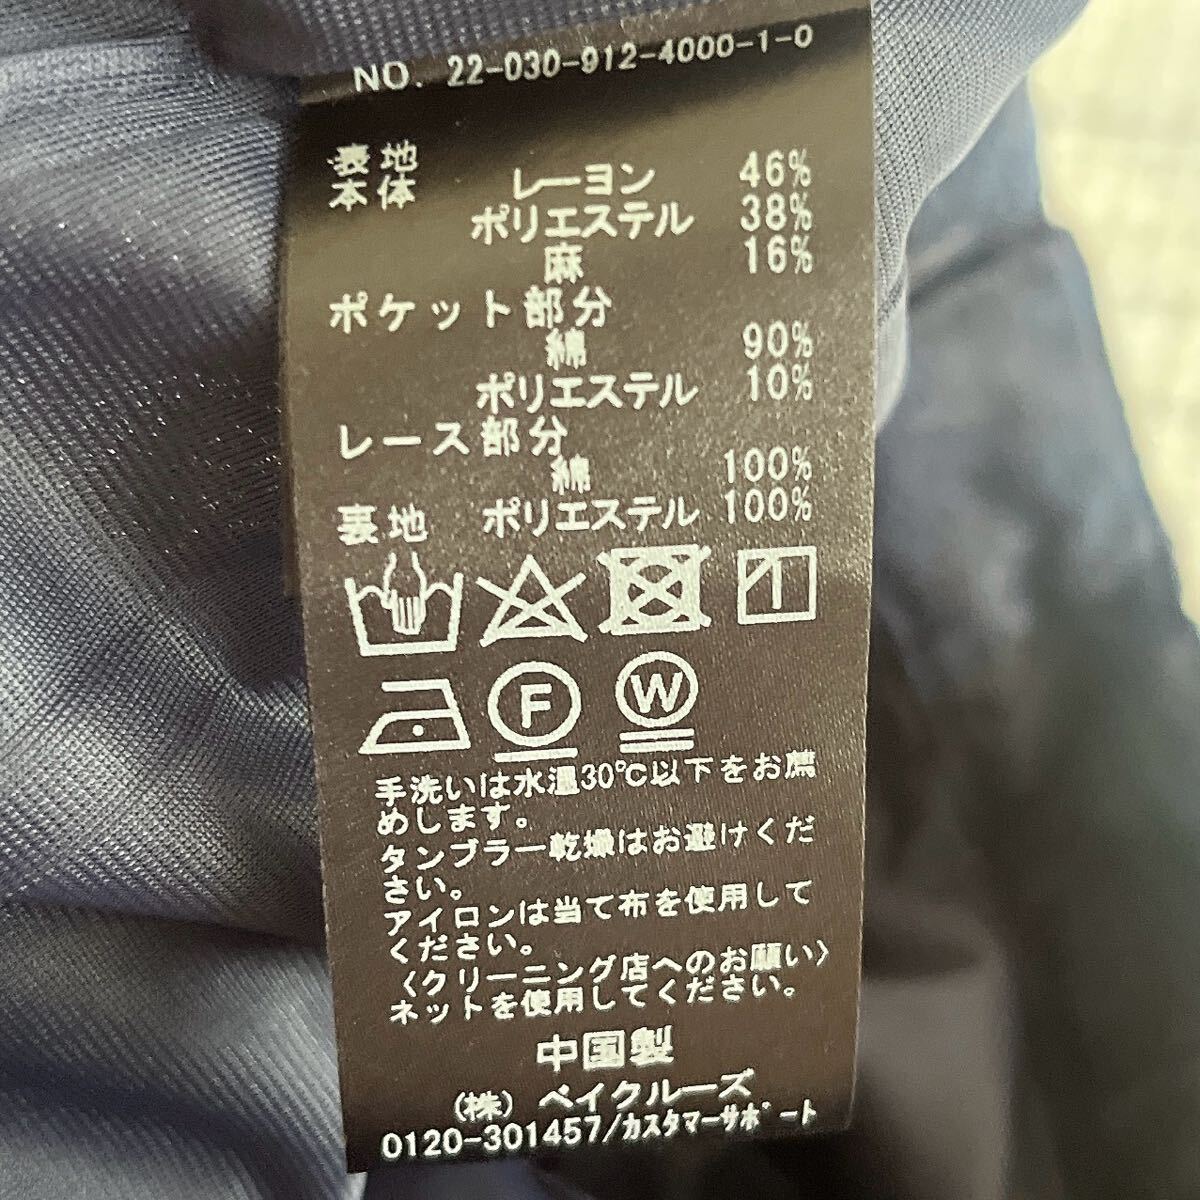 NO. 22-030-912-4000-1-0
表地
本体 レーヨン 46%
ポリエステル 38%
麻 16%
ポケット部分
綿 90%
ポリエステル 10%
レース部分
綿 100%
裏地 ポリエステル 100%
1
F W
手洗いは水温30℃以下をお薦
めします。
タンブラー乾燥はお避けくだ
さい。
アイロンは当て布を使用して
ください。
〈クリーニング店へのお願い〉
ネットを使用してください。
中国製
(株) ベイクルーズ
0120-301457/カスタマーサポート